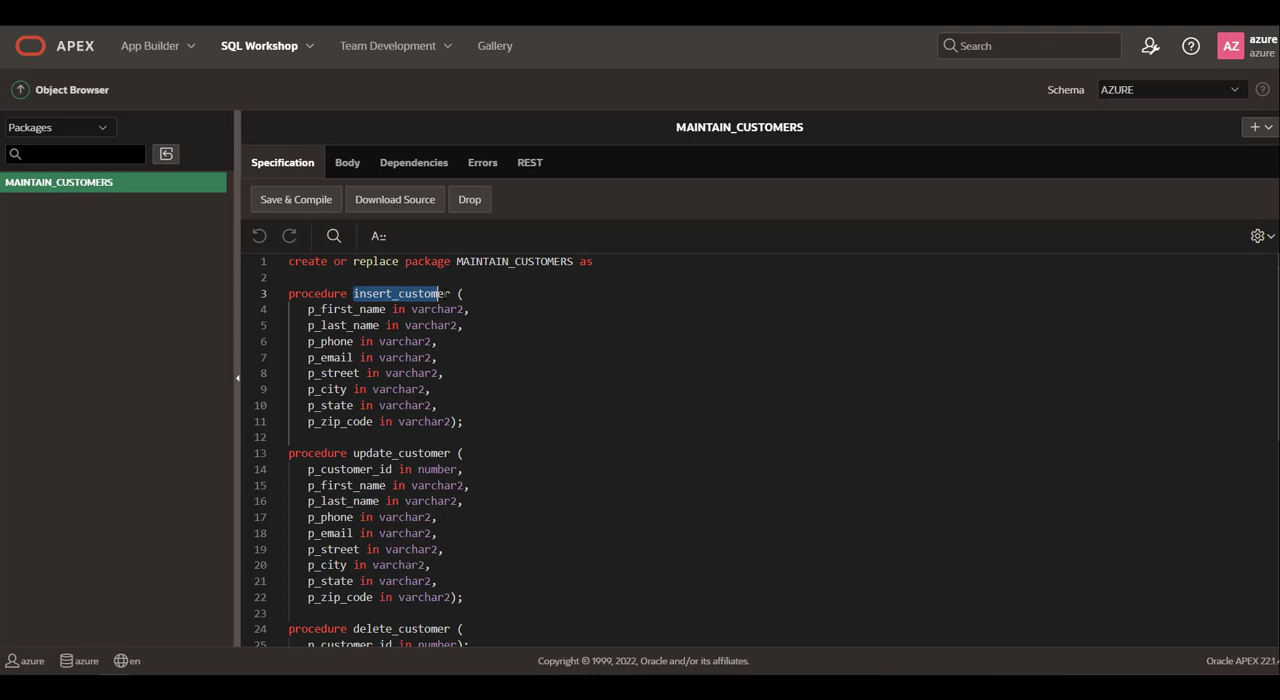 APEX App Builder SQL Workshop Team Development Gallery Search AZ azure
azure
Object Browser Schema AZURE
Packages MAINTAIN_CUSTOMERS
Specification Body Dependencies Errors REST
MAINTAIN_CUSTOMERS
Save & Compile Download Source Drop
A::
1 create or replace package MAINTAIN_CUSTOMERS as
2
3 procedure insert_customer (
4 p_first_name in varchar2,
5 p_last_name in varchar2,
6 p_phone in varchar2,
7 p_email in varchar2,
8 p_street in varchar2,
9 p_city in varchar2,
10 p_state in varchar2,
11 p_zip_code in varchar2);
12
13 procedure update_customer (
14 p_customer_id in number,
15 p_first_name in varchar2,
16 p_last_name in varchar2,
17 p_phone in varchar2,
18 p_email in varchar2,
19 p_street in varchar2,
20 p_city in varchar2,
21 p_state in varchar2,
22 p_zip_code in varchar2);
23
24 procedure delete_customer (
25 p_customer_id in number);
azure azure en Copyright © 1999, 2022, Oracle and/or its affiliates. Oracle APEX 22.1.